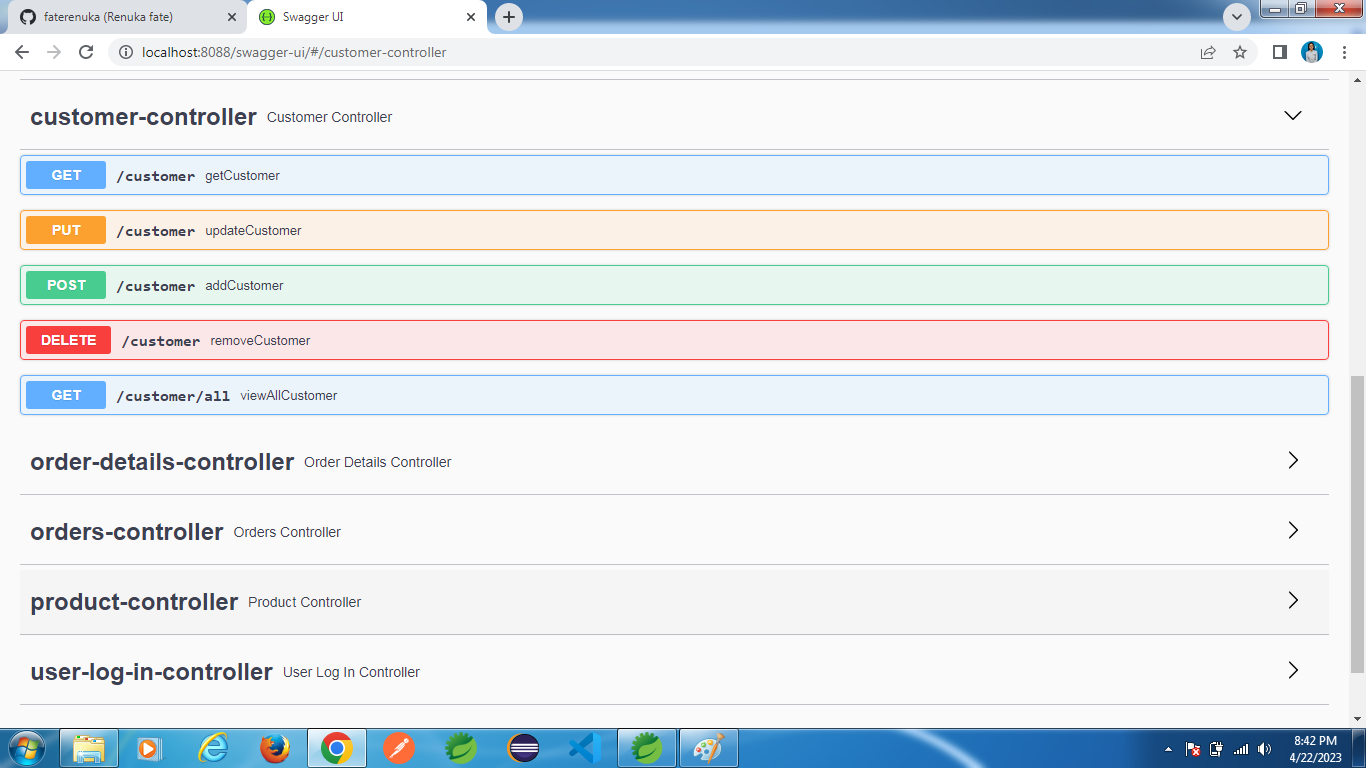 faterenuka (Renuka fate)
Swagger UI
localhost:8088/swagger-ui/#/customer-controller
customer-controller Customer Controller
GET /customer getCustomer
PUT /customer updateCustomer
POST /customer addCustomer
DELETE /customer removeCustomer
GET /customer/all viewAllCustomer
order-details-controller Order Details Controller
orders-controller Orders Controller
product-controller Product Controller
user-log-in-controller User Log In Controller
8:42 PM
4/22/2023